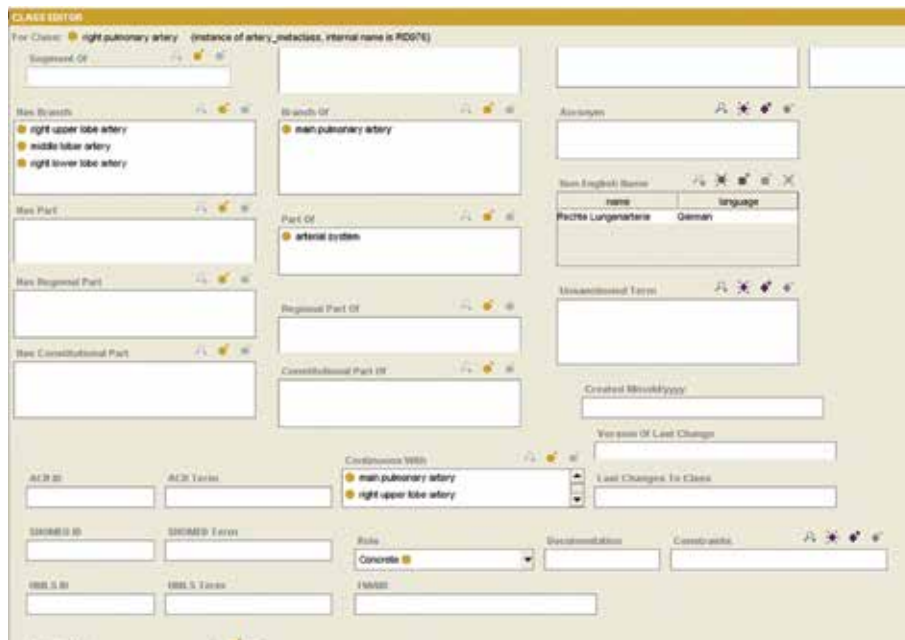 CLASS EDITOR
For Class: right pulmonary artery (instance of artery_metaclass, internal name is RID976)
Segment Of
Has Branch
right upper lobe artery
middle lobar artery
right lower lobe artery
Branch Of
main pulmonary artery
Acronym
Non English Name
name language
Rechte Lungenarterie German
Has Part
Part Of
arterial system
Has Regional Part
Regional Part Of
Unsanctioned Term
Has Constitutional Part
Constitutional Part Of
Created
Version Of Last Change
Continuous With
main pulmonary artery
right upper lobe artery
ACR ID
ACR Term
Last Changes To Class
SNOMED ID
SNOMED Term
Role
Concrete
Documentation
Constraints
UMLS ID
UMLS Term
FMAID